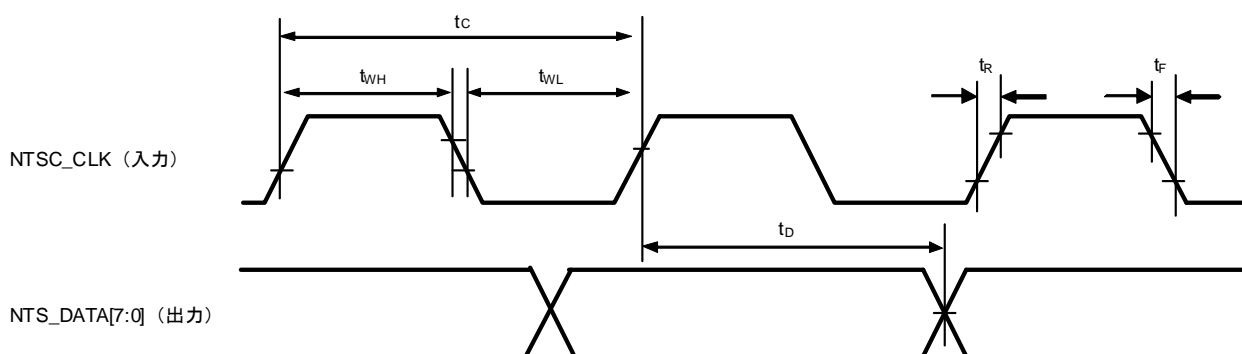 tC
tWH
tWL
tR
tF
NTSC_CLK（入力）
tD
NTS_DATA[7:0]（出力）